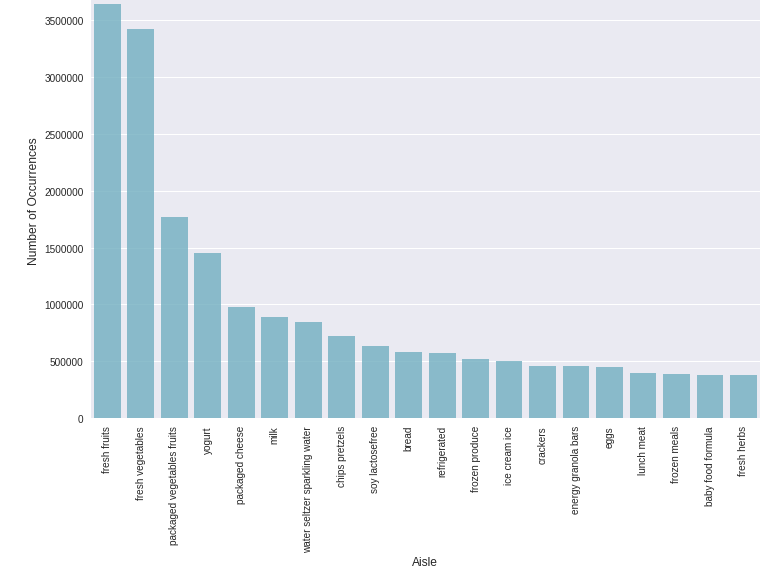 3500000
3000000
2500000
2000000
1500000
1000000
500000
0
Number of Occurrences
fresh fruits
fresh vegetables
packaged vegetables fruits
yogurt
packaged cheese
milk
water seltzer sparkling water
chips pretzels
soy lactosefree
bread
refrigerated
frozen produce
ice cream ice
crackers
energy granola bars
eggs
lunch meat
frozen meals
baby food formula
fresh herbs
Aisle